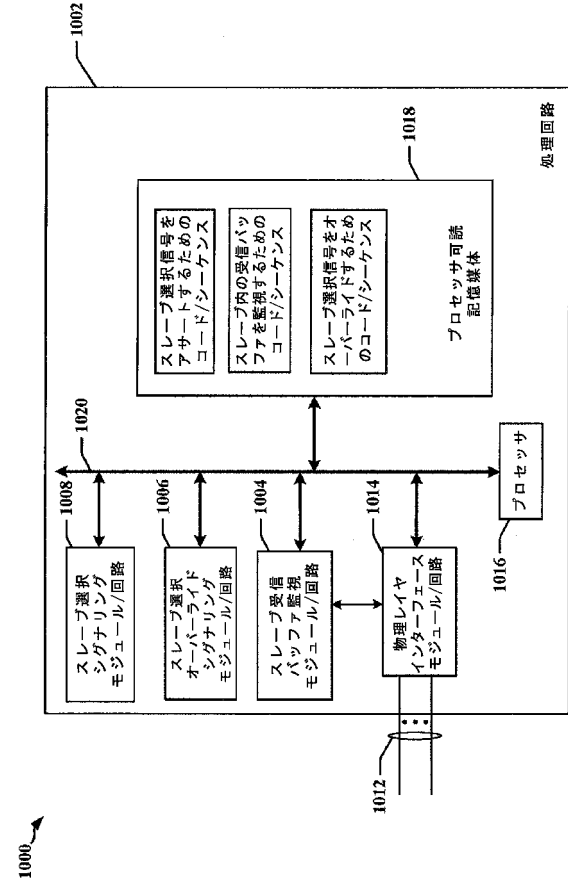 1000
1002
1008
スレーブ選択
シグナリング
モジュール/回路
1006
スレーブ選択
オーバーライド
シグナリング
モジュール/回路
1004
スレーブ受信
バッファ監視
モジュール/回路
1014
物理レイヤ
インターフェース
モジュール/回路
1012
1020
1016
プロセッサ
スレーブ選択信号を
アサートするための
コード/シーケンス
スレーブ内の受信バッ
ファを監視するための
コード/シーケンス
スレーブ選択信号をオ
ーバーライドするため
のコード/シーケンス
プロセッサ可読
記憶媒体
1018
処理回路